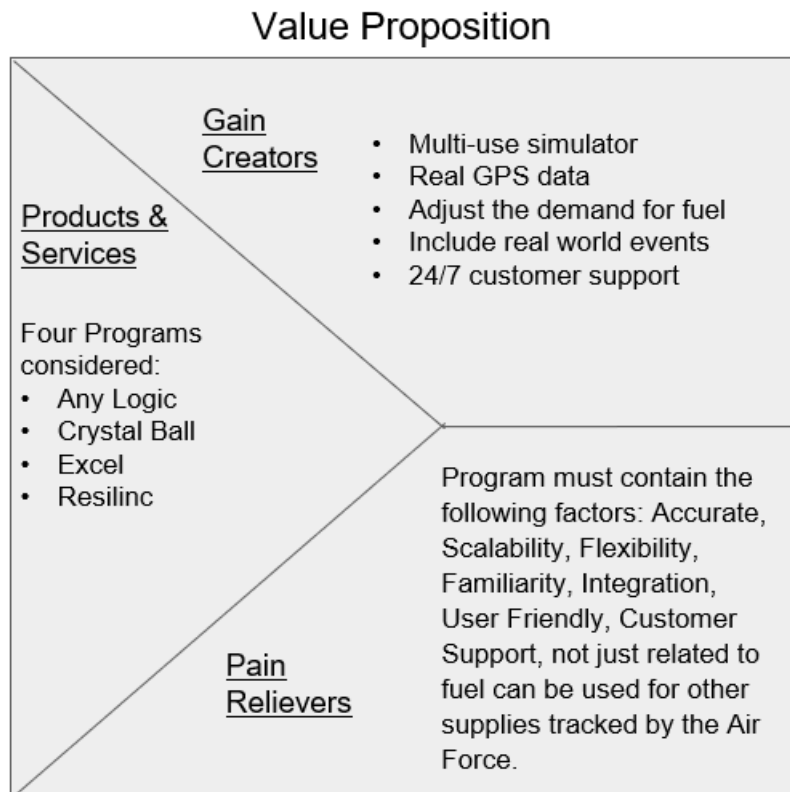 Value Proposition
Gain
Creators
• Multi-use simulator
• Real GPS data
• Adjust the demand for fuel
• Include real world events
• 24/7 customer support
Products &
Services
Four Programs
considered:
• Any Logic
• Crystal Ball
• Excel
• Resilinc
Pain
Relievers
Program must contain the
following factors: Accurate,
Scalability, Flexibility,
Familiarity, Integration,
User Friendly, Customer
Support, not just related to
fuel can be used for other
supplies tracked by the Air
Force.